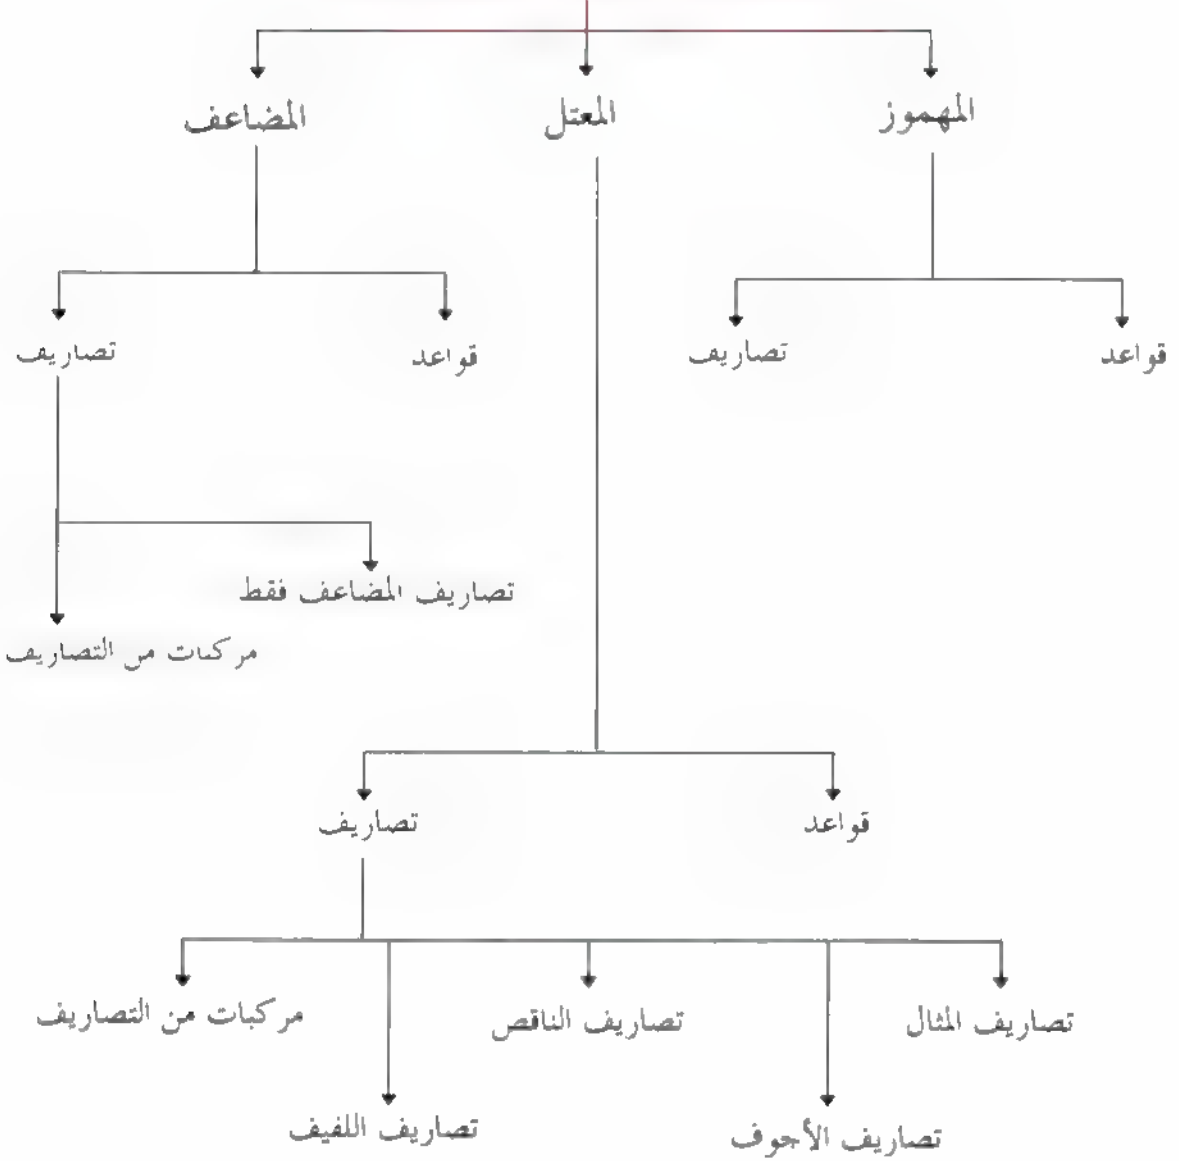 المهموز
المعتل
المضاعف
قواعد
تصاريف
قواعد
تصاريف
تصاريف المضاعف فقط
مركبات من التصاريف
قواعد
تصاريف
تصاريف المثال
تصاريف الأجوف
تصاريف الناقص
تصاريف اللفيف
مركبات من التصاريف